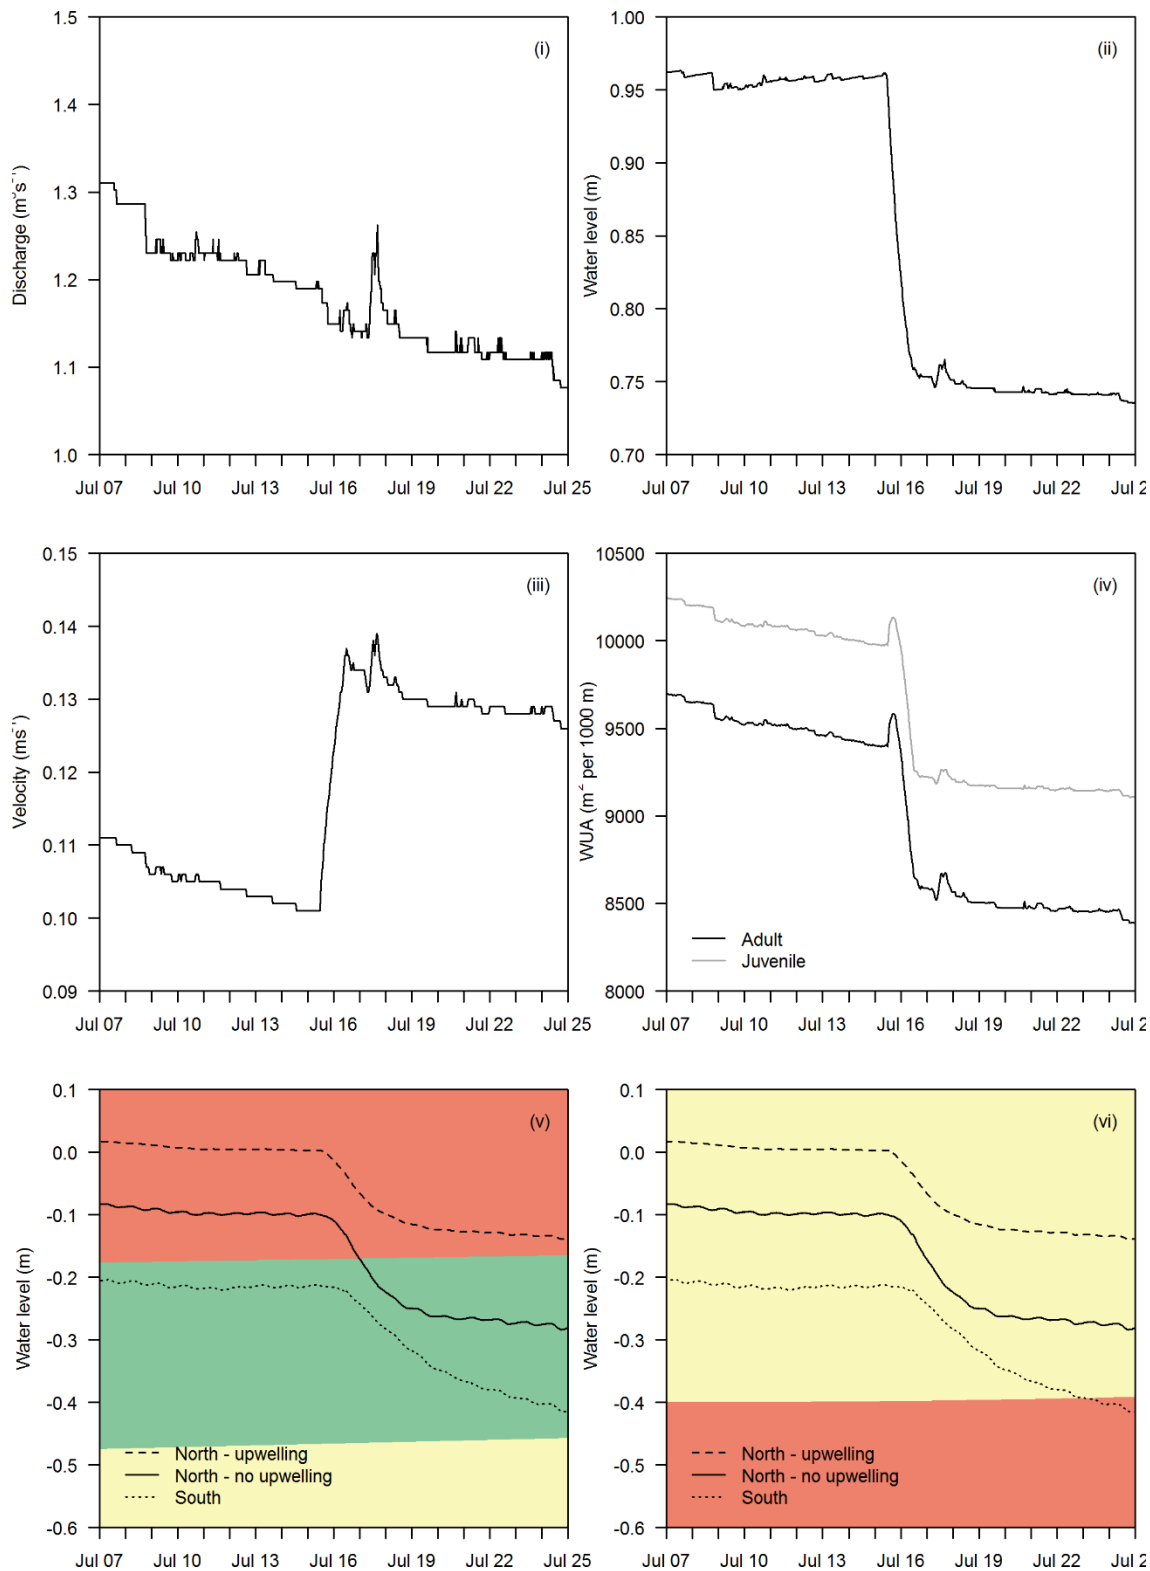 (i)
1.5
1.4
1.3
1.2
1.1
1.0
Discharge (m³s⁻¹)
Jul 07 Jul 10 Jul 13 Jul 16 Jul 19 Jul 22 Jul 25
(ii)
1.00
0.95
0.90
0.85
0.80
0.75
0.70
Water level (m)
Jul 07 Jul 10 Jul 13 Jul 16 Jul 19 Jul 22 Jul 2
(iii)
0.15
0.14
0.13
0.12
0.11
0.10
0.09
Velocity (ms⁻¹)
Jul 07 Jul 10 Jul 13 Jul 16 Jul 19 Jul 22 Jul 25
(iv)
10500
10000
9500
9000
8500
8000
WUA (m² per 1000 m)
Adult
Juvenile
Jul 07 Jul 10 Jul 13 Jul 16 Jul 19 Jul 22 Jul 2
(v)
0.1
0.0
-0.1
-0.2
-0.3
-0.4
-0.5
-0.6
Water level (m)
North - upwelling
North - no upwelling
South
Jul 07 Jul 10 Jul 13 Jul 16 Jul 19 Jul 22 Jul 25
(vi)
0.1
0.0
-0.1
-0.2
-0.3
-0.4
-0.5
-0.6
Water level (m)
North - upwelling
North - no upwelling
South
Jul 07 Jul 10 Jul 13 Jul 16 Jul 19 Jul 22 Jul 2